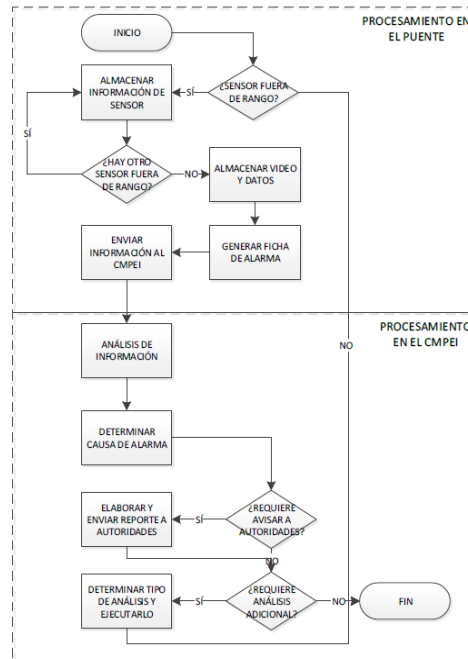 PROCESAMIENTO EN
EL PUENTE
INICIO
ALMACENAR
INFORMACIÓN DE
SENSOR
SÍ
¿SENSOR FUERA
DE RANGO?
SÍ
¿HAY OTRO
SENSOR FUERA
DE RANGO?
NO
ALMACENAR VIDEO
Y DATOS
ENVIAR
INFORMACIÓN AL
CMPEI
GENERAR FICHA
DE ALARMA
PROCESAMIENTO
EN EL CMPEI
NO
ANÁLISIS DE
INFORMACIÓN
DETERMINAR
CAUSA DE ALARMA
ELABORAR Y
ENVIAR REPORTE A
AUTORIDADES
SÍ
¿REQUIERE
AVISAR A
AUTORIDADES?
NO
DETERMINAR TIPO
DE ANÁLISIS Y
EJECUTARLO
SÍ
¿REQUIERE
ANÁLISIS
ADICIONAL?
NO
FIN